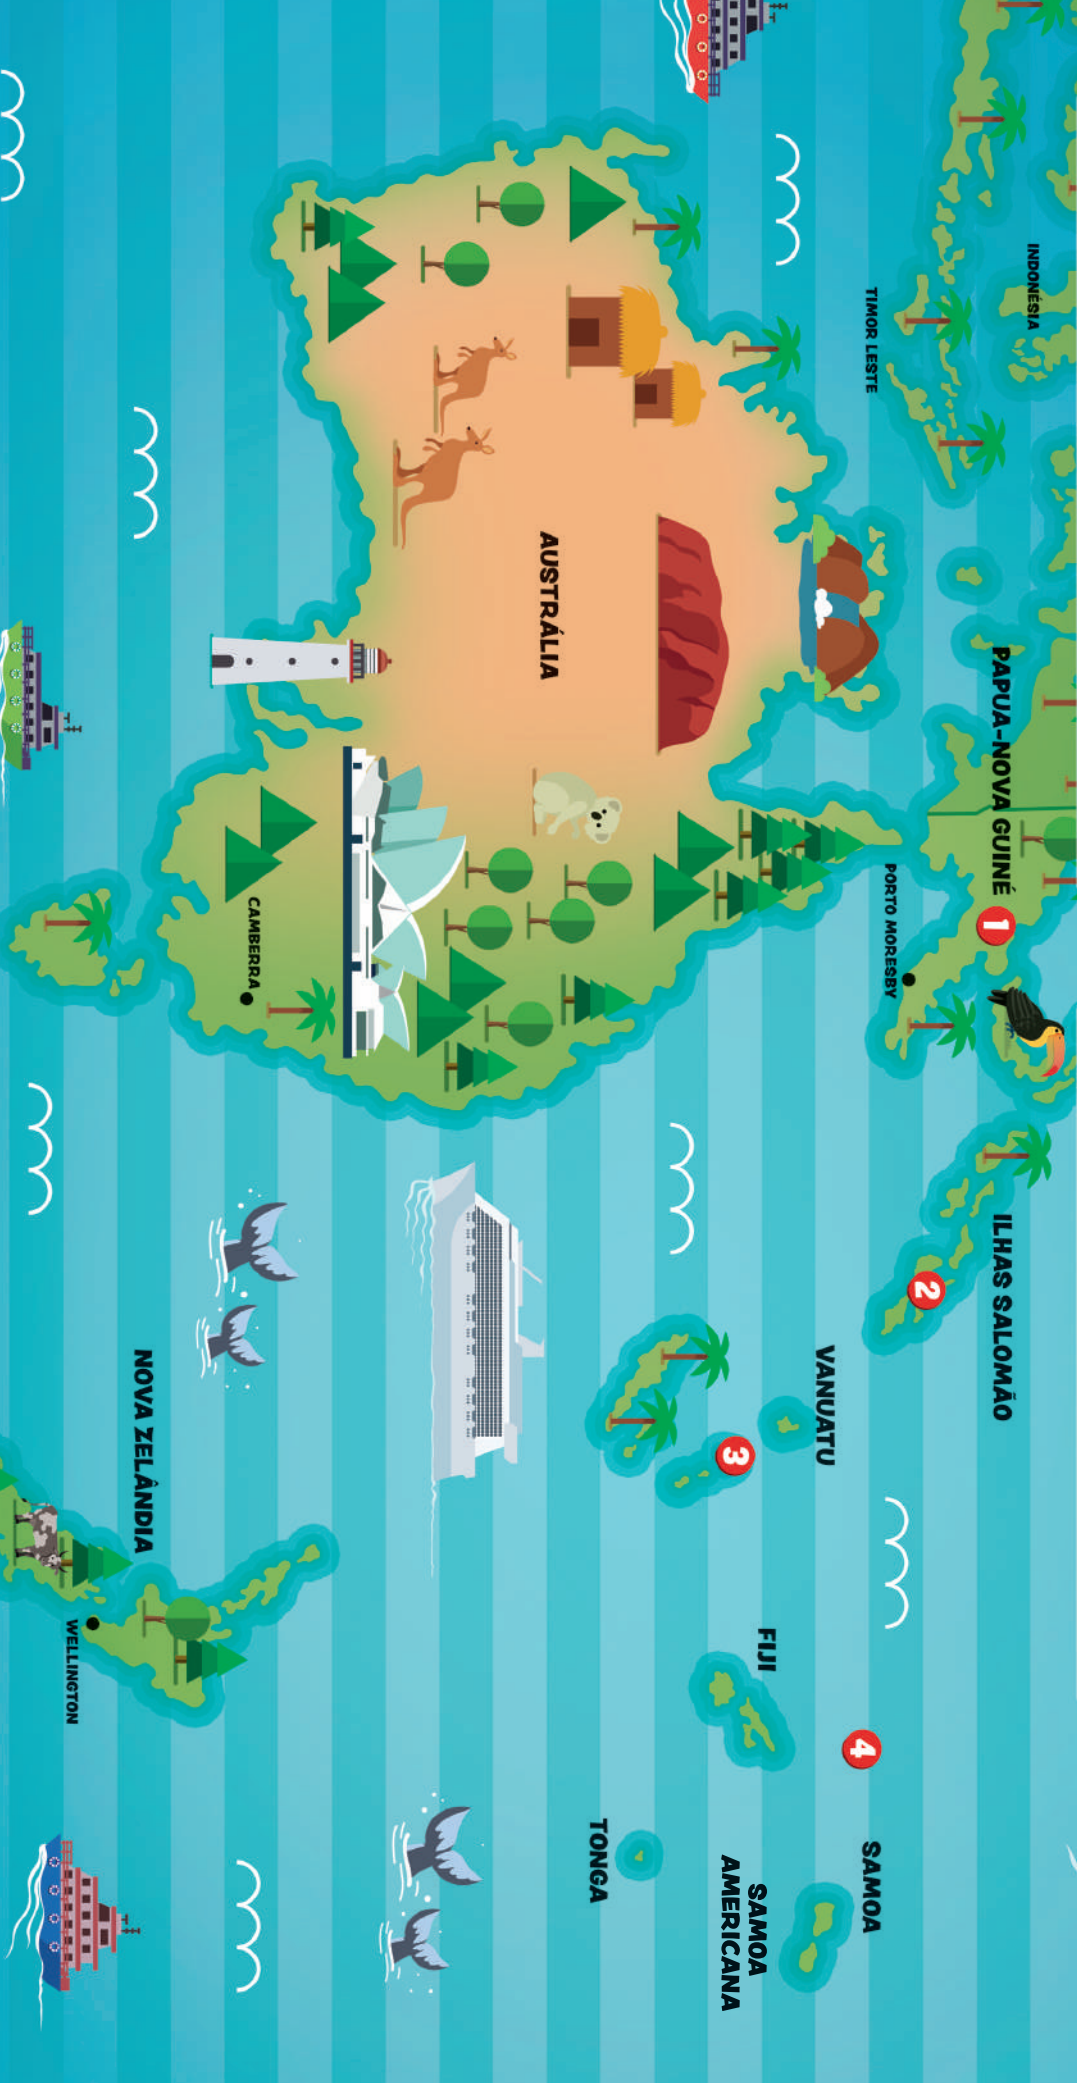 INDONÉSIA
TIMOR LESTE
PAPUA-NOVA GUINÉ
1
PORTO MORESBY
ILHAS SALOMÃO
2
VANUATU
3
FIJI
4
SAMOA
SAMOA
AMERICANA
TONGA
AUSTRÁLIA
CAMBERRA
NOVA ZELÂNDIA
WELLINGTON